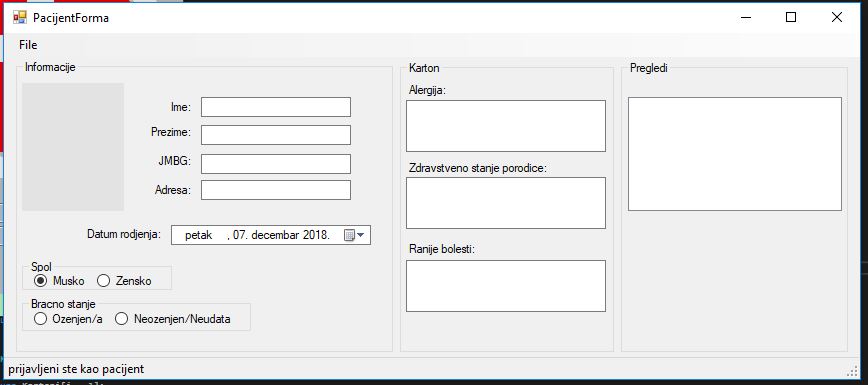 PacijentForma
File
Informacije
Ime:
Prezime:
JMBG:
Adresa:
Datum rodjenja: petak , 07. decembar 2018.
Spol
Musko Zensko
Bracno stanje
Ozenjen/a Neozenjen/Neudata
Karton
Alergija:
Zdravstveno stanje porodice:
Ranije bolesti:
Pregledi
prijavljeni ste kao pacijent